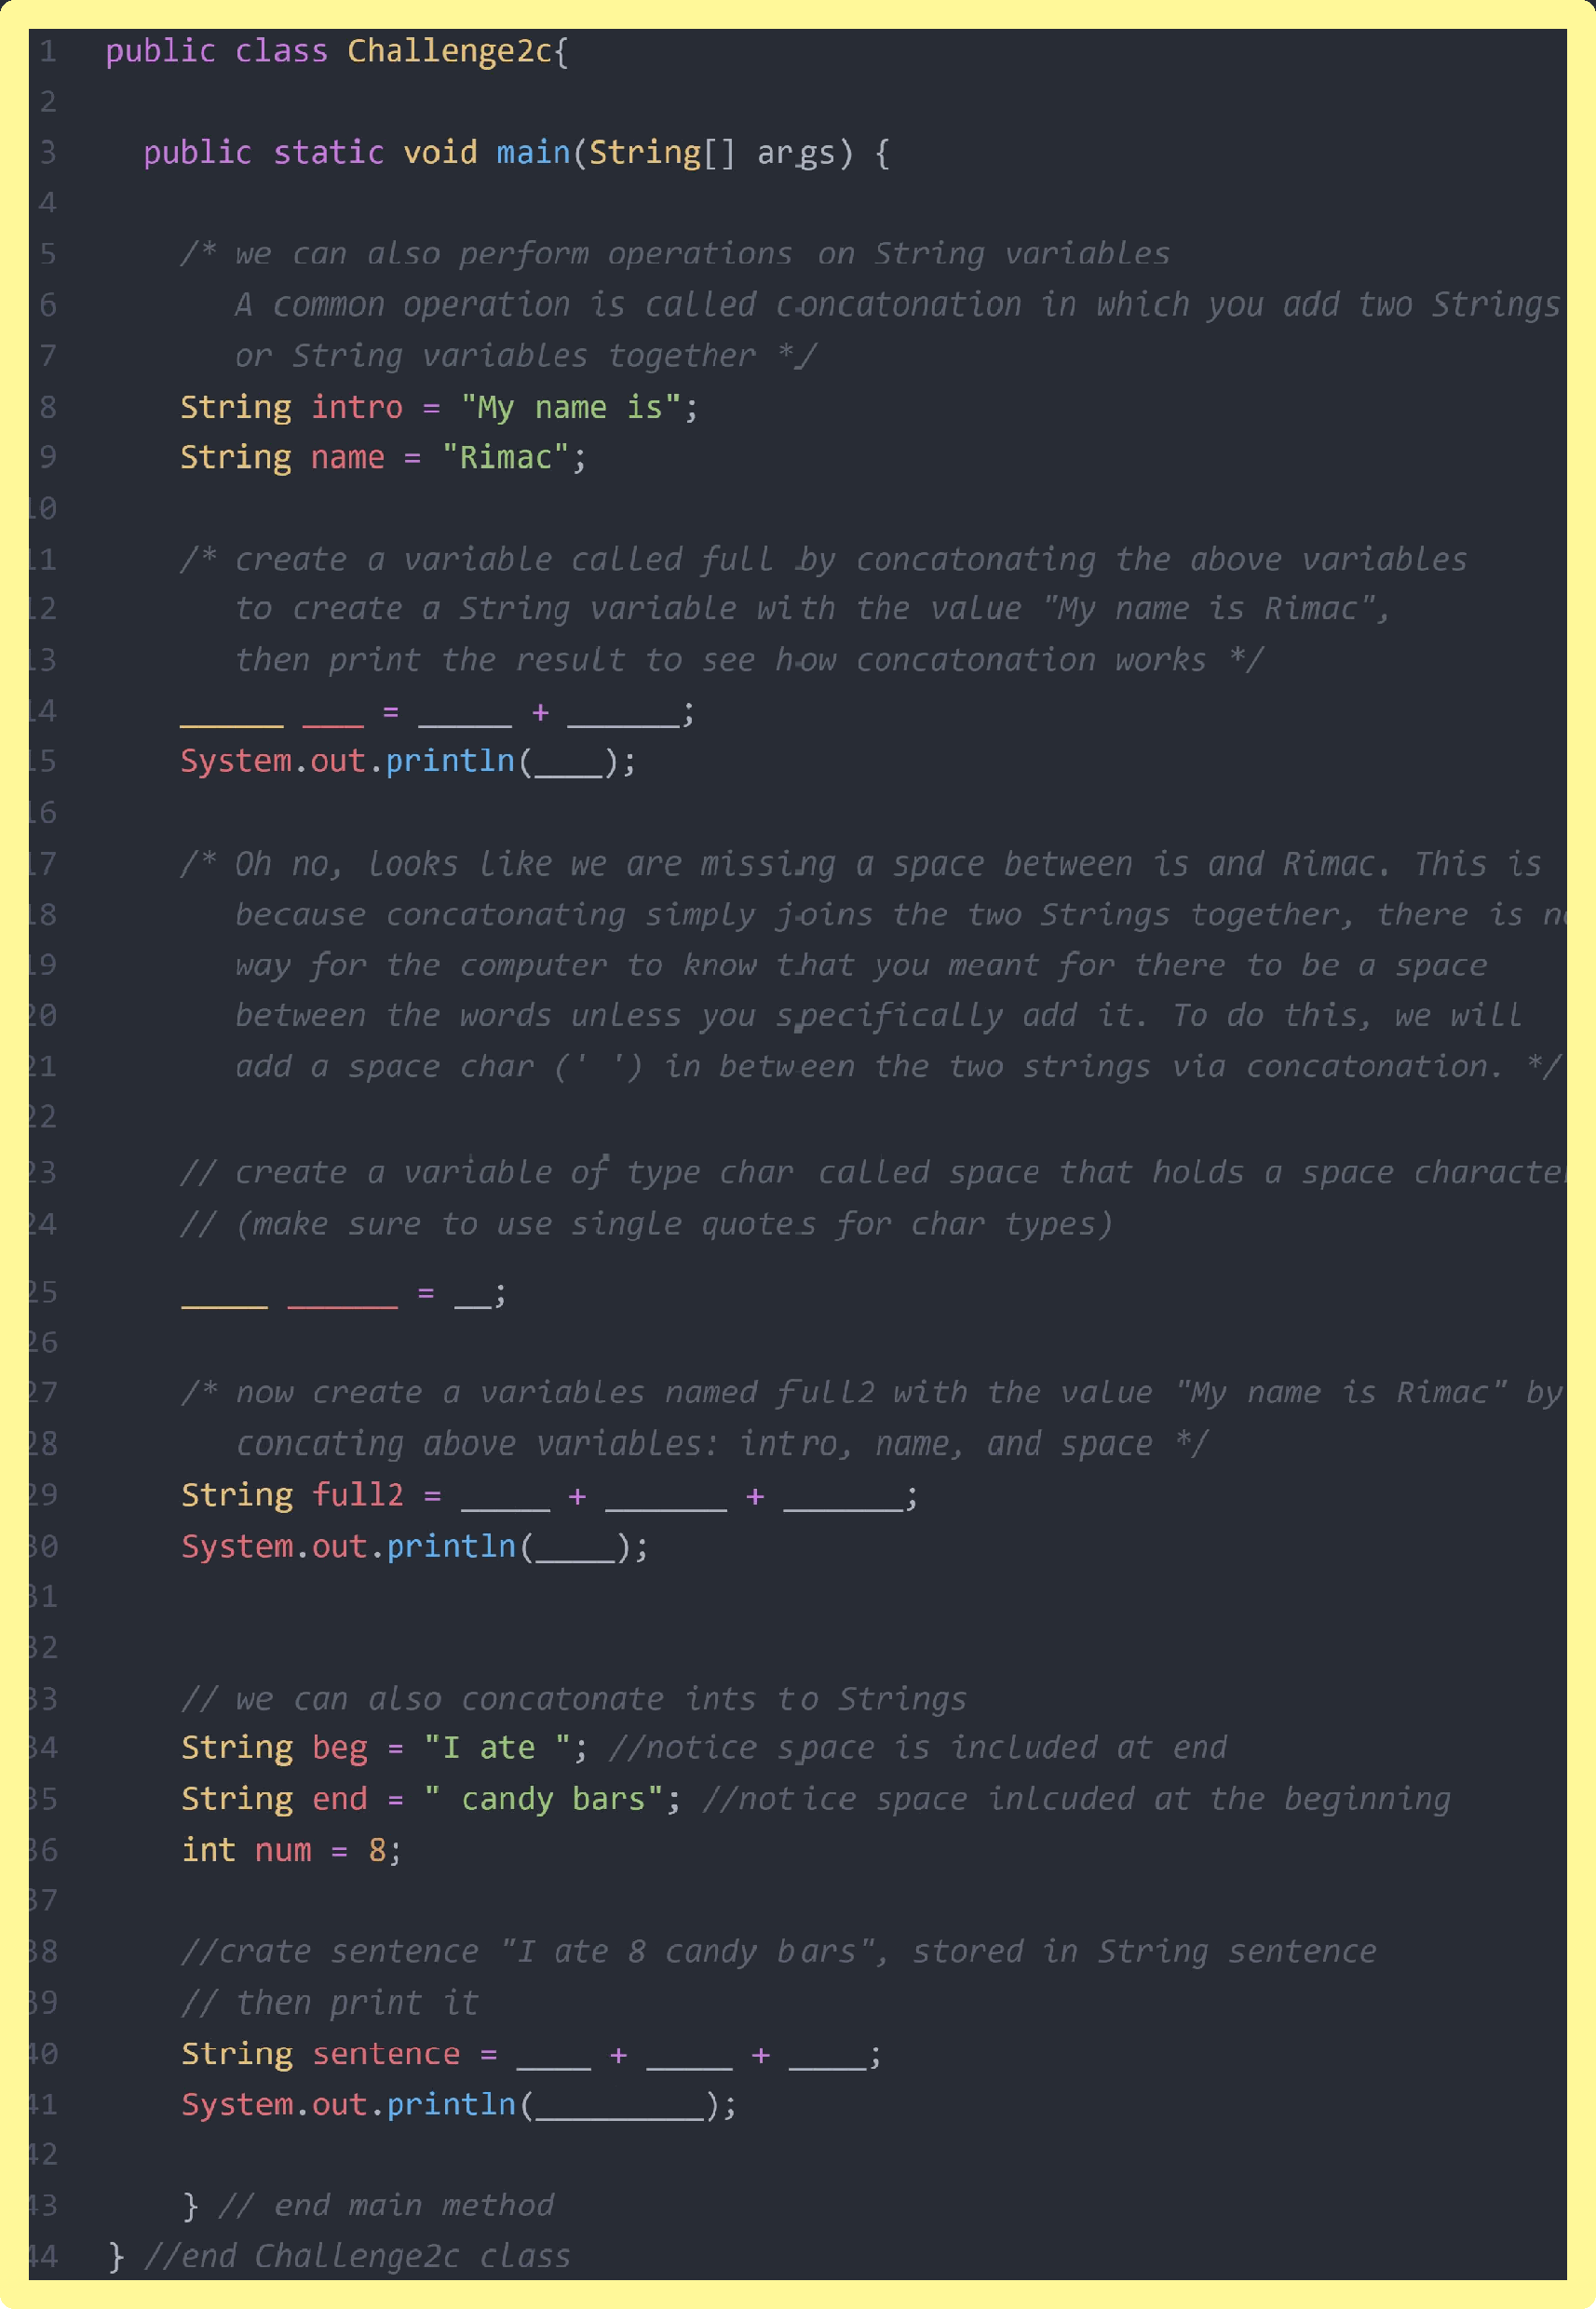 1 public class Challenge2c{
2
3 public static void main(String[] args) {
4
5 /* we can also perform operations on String variables
6 A common operation is called concatonation in which you add two Strings
7 or String variables together */
8 String intro = "My name is";
9 String name = "Rimac";
10
11 /* create a variable called full by concatonating the above variables
12 to create a String variable with the value "My name is Rimac",
13 then print the result to see how concatonation works */
14 ______ ___ = _____ + ______;
15 System.out.println(____);
16
17 /* Oh no, looks like we are missing a space between is and Rimac. This is
18 because concatonating simply joins the two Strings together, there is no
19 way for the computer to know that you meant for there to be a space
20 between the words unless you specifically add it. To do this, we will
21 add a space char (' ') in between the two strings via concatonation. */
22
23 // create a variable of type char called space that holds a space character
24 // (make sure to use single quotes for char types)
25 _____ ______ = __;
26
27 /* now create a variables named full2 with the value "My name is Rimac" by
28 concating above variables: intro, name, and space */
29 String full2 = _____ + ______ + ______;
30 System.out.println(____);
31
32
33 // we can also concatonate ints to Strings
34 String beg = "I ate "; //notice space is included at end
35 String end = " candy bars"; //notice space inlcuded at the beginning
36 int num = 8;
37
38 //crate sentence "I ate 8 candy bars", stored in String sentence
39 // then print it
40 String sentence = ____ + _____ + ____;
41 System.out.println(_________);
42
43 } // end main method
44 } //end Challenge2c class